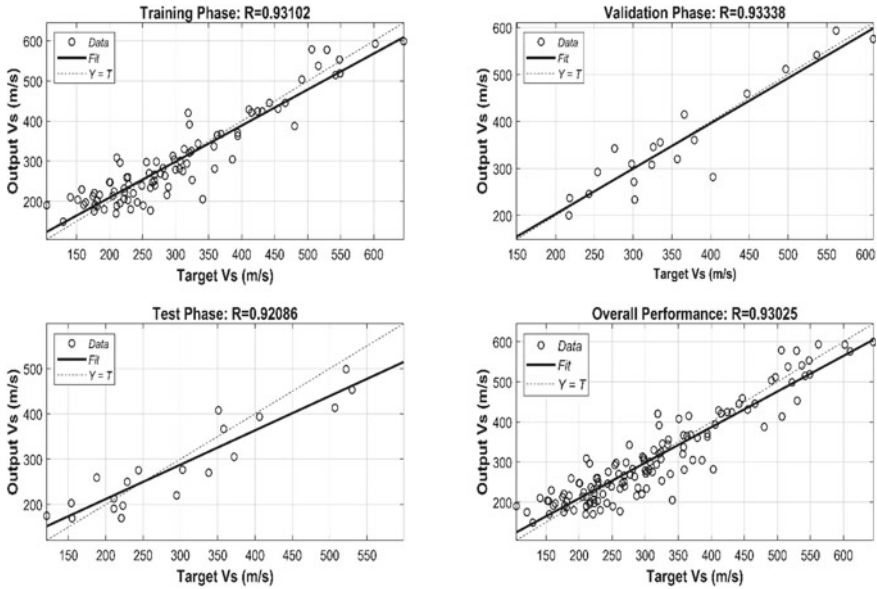 Training Phase: R=0.93102
600
500
400
300
200
Output Vs (m/s)
Data
Fit
Y = T
150 200 250 300 350 400 450 500 550 600
Target Vs (m/s)
Validation Phase: R=0.93338
600
500
400
300
200
Output Vs (m/s)
Data
Fit
Y = T
150 200 250 300 350 400 450 500 550 600
Target Vs (m/s)
Test Phase: R=0.92086
500
400
300
200
Output Vs (m/s)
Data
Fit
Y = T
150 200 250 300 350 400 450 500 550
Target Vs (m/s)
Overall Performance: R=0.93025
600
500
400
300
200
Output Vs (m/s)
Data
Fit
Y = T
150 200 250 300 350 400 450 500 550 600
Target Vs (m/s)